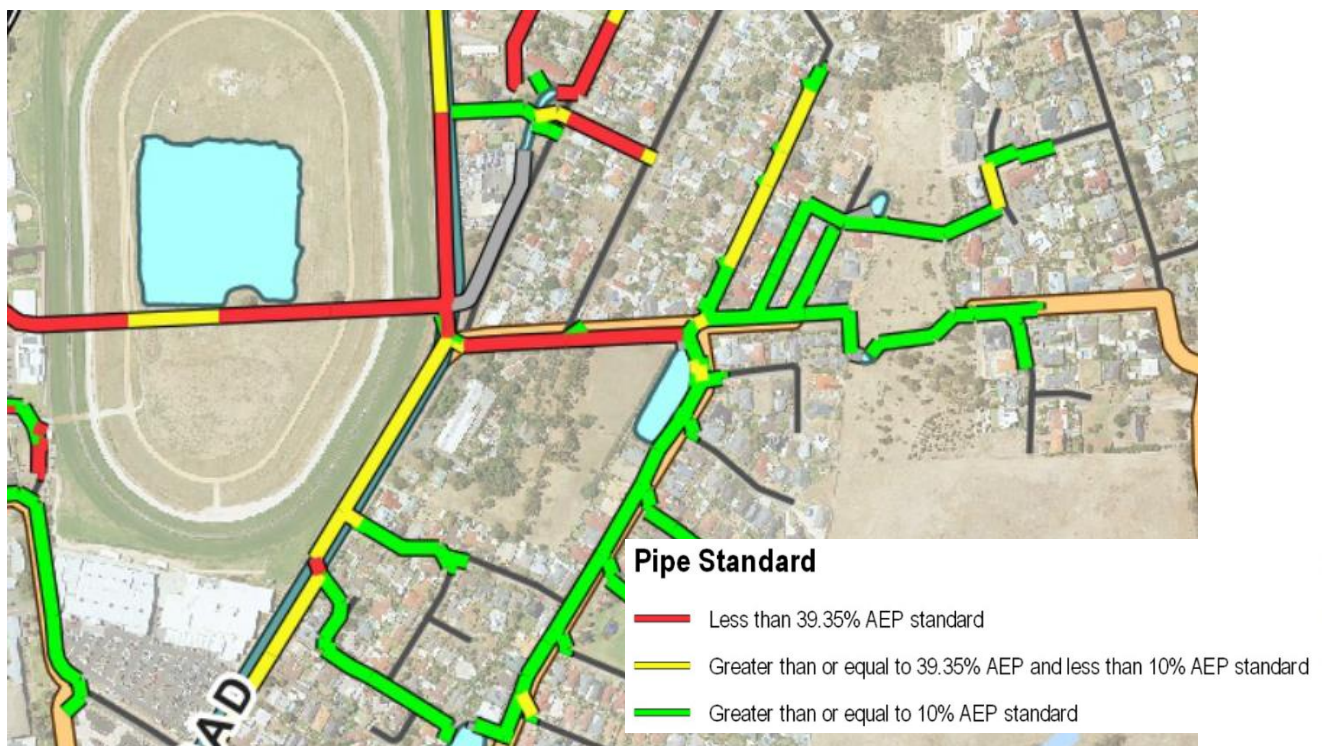 Pipe Standard
Less than 39.35% AEP standard
Greater than or equal to 39.35% AEP and less than 10% AEP standard
Greater than or equal to 10% AEP standard
AD